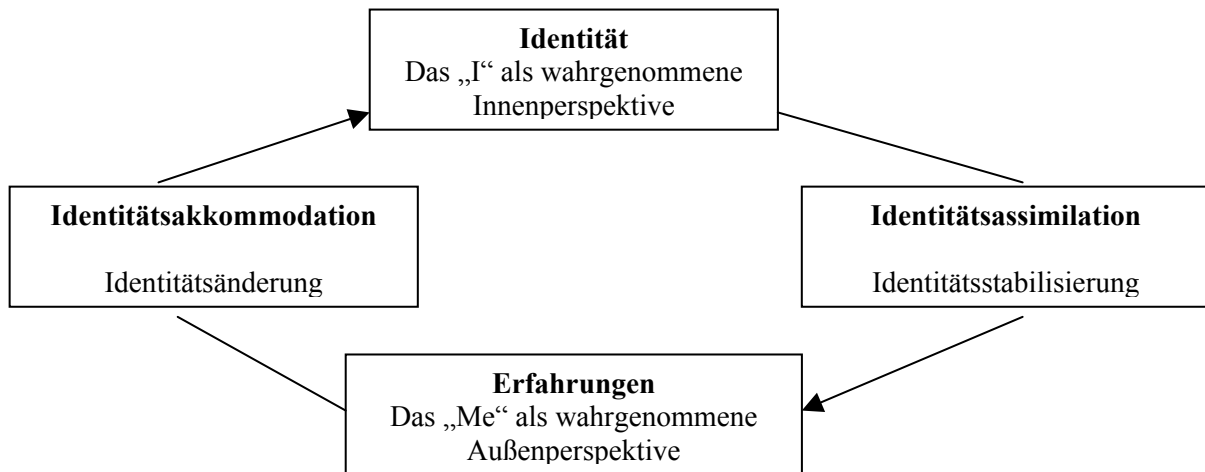 Identität
Das „I“ als wahrgenommene
Innenperspektive
Identitätsakkommodation
Identitätsänderung
Identitätsassimilation
Identitätsstabilisierung
Erfahrungen
Das „Me“ als wahrgenommene
Außenperspektive